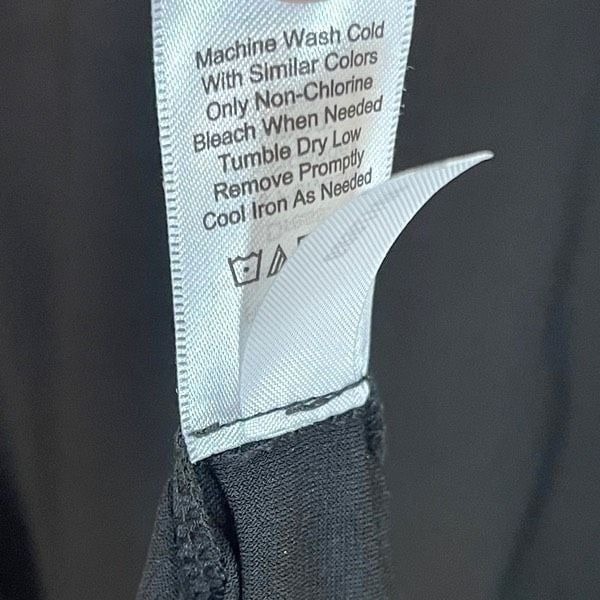 Machine Wash Cold
With Similar Colors
Only Non-Chlorine
Bleach When Needed
Tumble Dry Low
Remove Promptly
Cool Iron As Needed